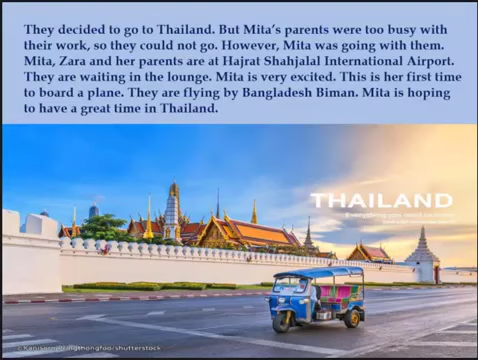 They decided to go to Thailand. But Mita's parents were too busy with
their work, so they could not go. However, Mita was going with them.
Mita, Zara and her parents are at Hajrat Shahjalal International Airport.
They are waiting in the lounge. Mita is very excited. This is her first time
to board a plane. They are flying by Bangladesh Biman. Mita is hoping
to have a great time in Thailand.
THAILAND